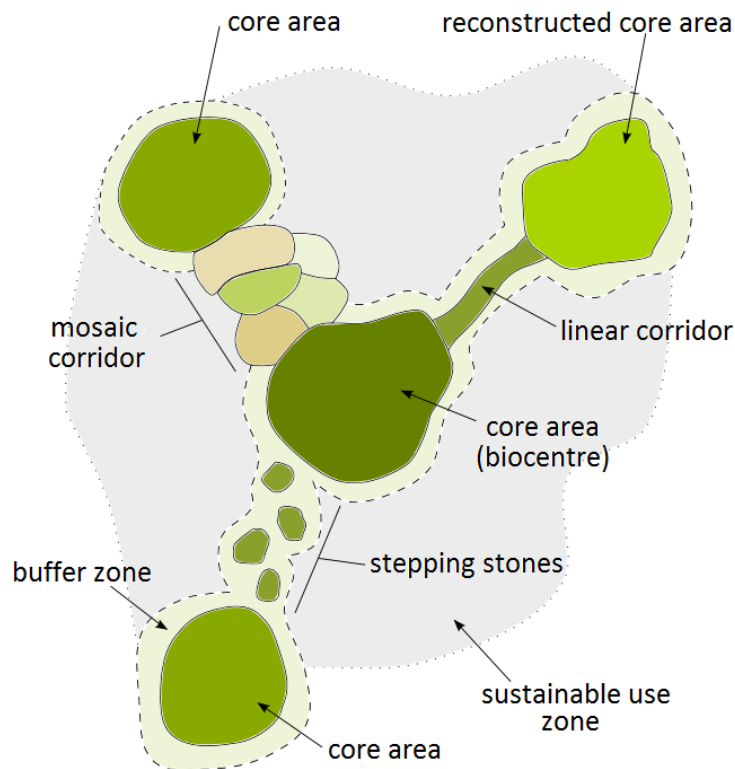 core area
reconstructed core area
mosaic
corridor
linear corridor
core area
(biocentre)
buffer zone
stepping stones
sustainable use
zone
core area